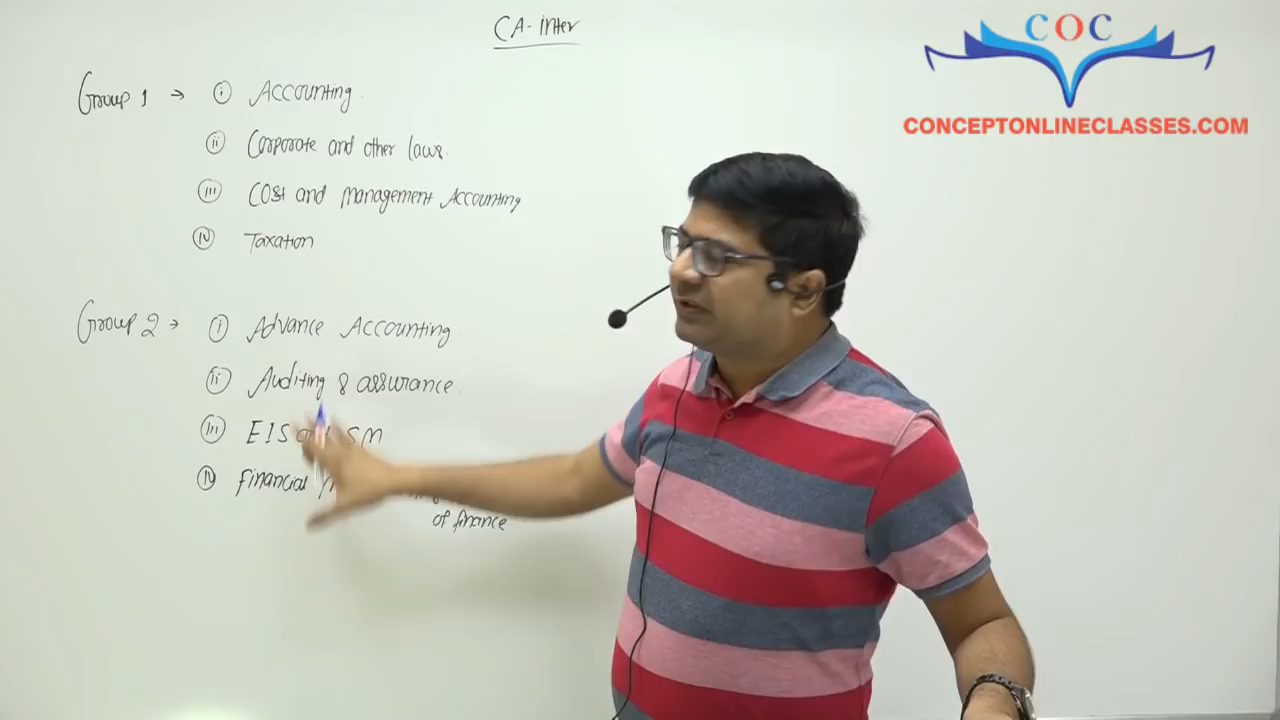 CA-Inter
COC
CONCEPTONLINECLASSES.COM
Group 1 → (i) Accounting
(ii) Corporate and other laws.
(iii) Cost and Management Accounting
(iv) Taxation
Group 2 → (i) Advance Accounting
(ii) Auditing & assurance.
(iii) EIS SM
(iv) Financial
of finance